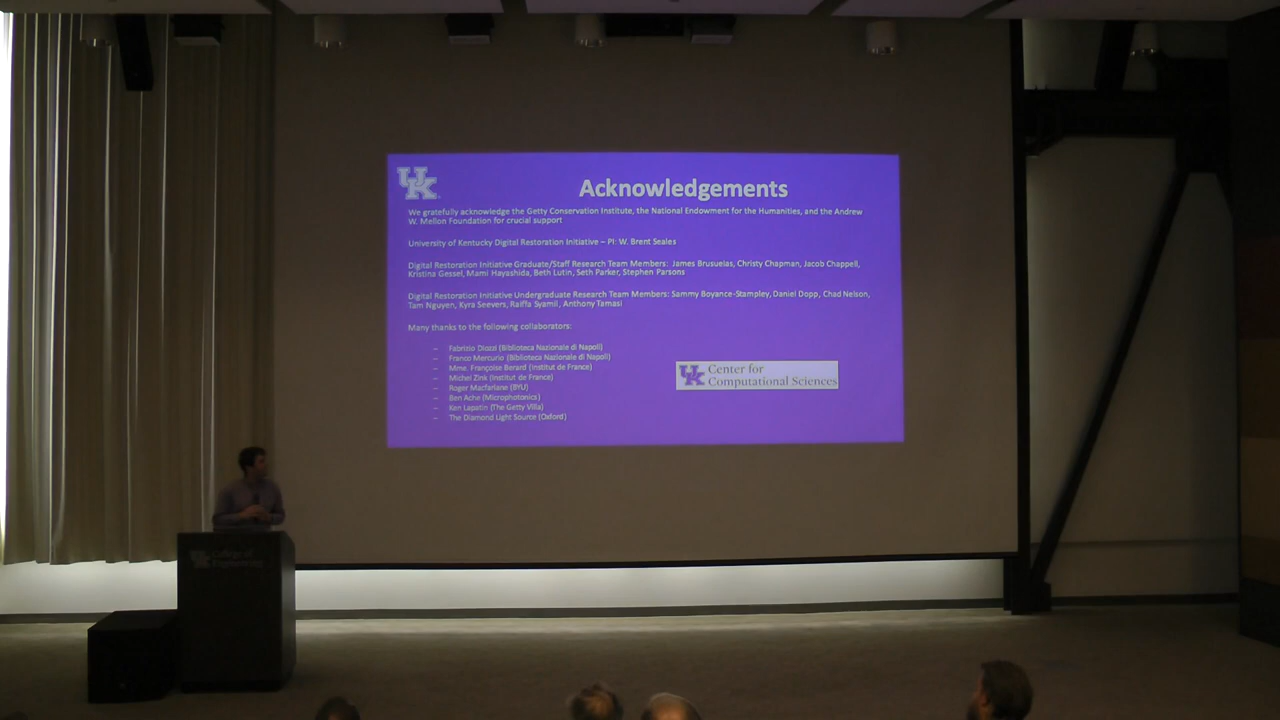 UK
Acknowledgements
We gratefully acknowledge the Getty Conservation Institute, the National Endowment for the Humanities, and the Andrew
W. Mellon Foundation for crucial support
University of Kentucky Digital Restoration Initiative – PI: W. Brent Seales
Digital Restoration Initiative Graduate/Staff Research Team Members: James Brusuelas, Christy Chapman, Jacob Chappell,
Kristina Gessel, Mami Hayashida, Beth Lutin, Seth Parker, Stephen Parsons
Digital Restoration Initiative Undergraduate Research Team Members: Sammy Boyance-Stampley, Daniel Dopp, Chad Nelson,
Tam Nguyen, Kyra Seevers, Raiffa Syamil, Anthony Tamasi
Many thanks to the following collaborators:
– Fabrizio Diozzi (Biblioteca Nazionale di Napoli)
– Franco Mercurio (Biblioteca Nazionale di Napoli)
– Mme. Françoise Berard (Institut de France)
– Michel Zink (Institut de France)
– Roger Macfarlane (BYU)
– Ben Ache (Microphotonics)
– Ken Lapatin (The Getty Villa)
– The Diamond Light Source (Oxford)
UK Center for
Computational Sciences
UK College of
Engineering